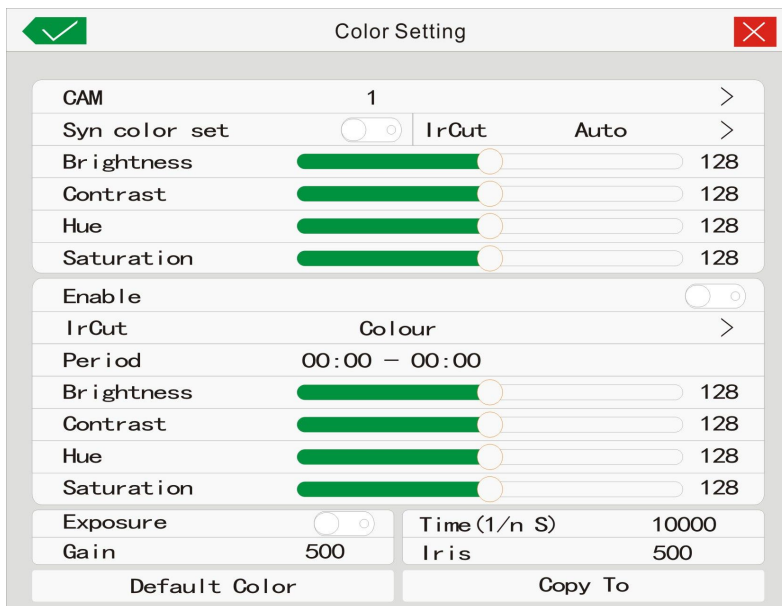 Color Setting
CAM 1 >
Syn color set IrCut Auto >
Brightness 128
Contrast 128
Hue 128
Saturation 128
Enable
IrCut Colour >
Period 00:00 - 00:00
Brightness 128
Contrast 128
Hue 128
Saturation 128
Exposure Time(1/n S) 10000
Gain 500 Iris 500
Default Color Copy To